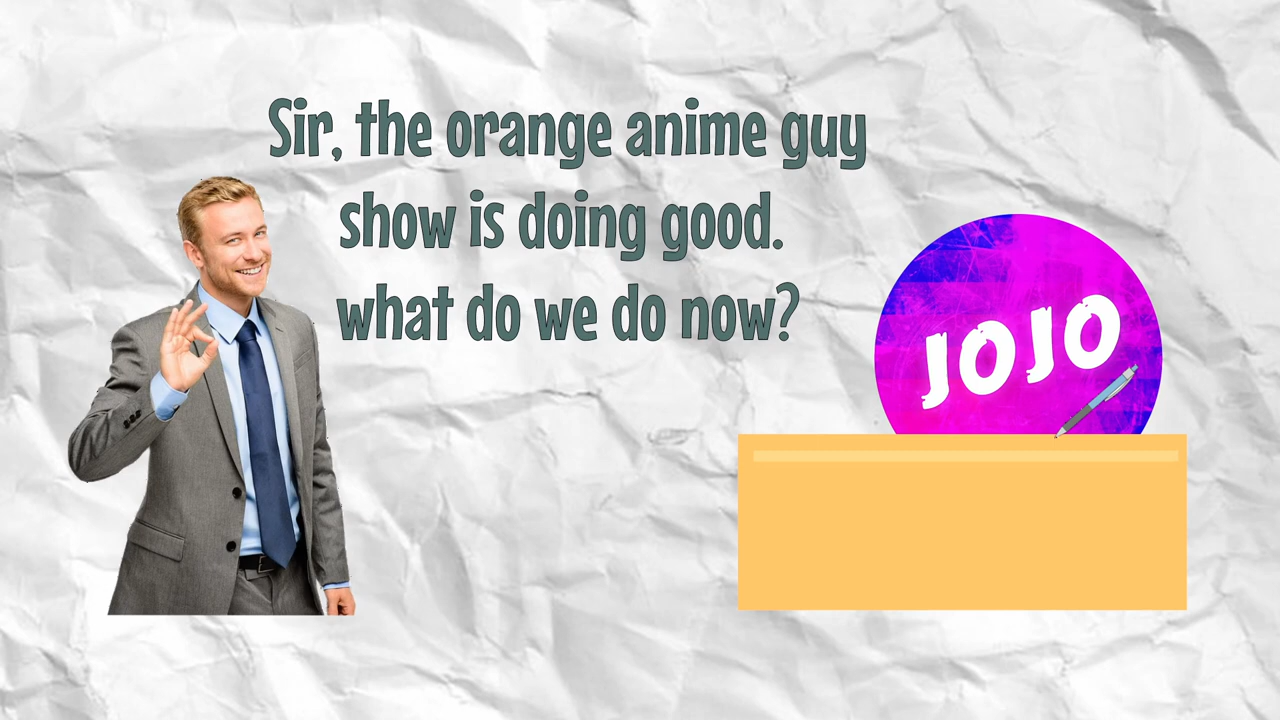 Sir, the orange anime guy
show is doing good.
what do we do now?
JOJO